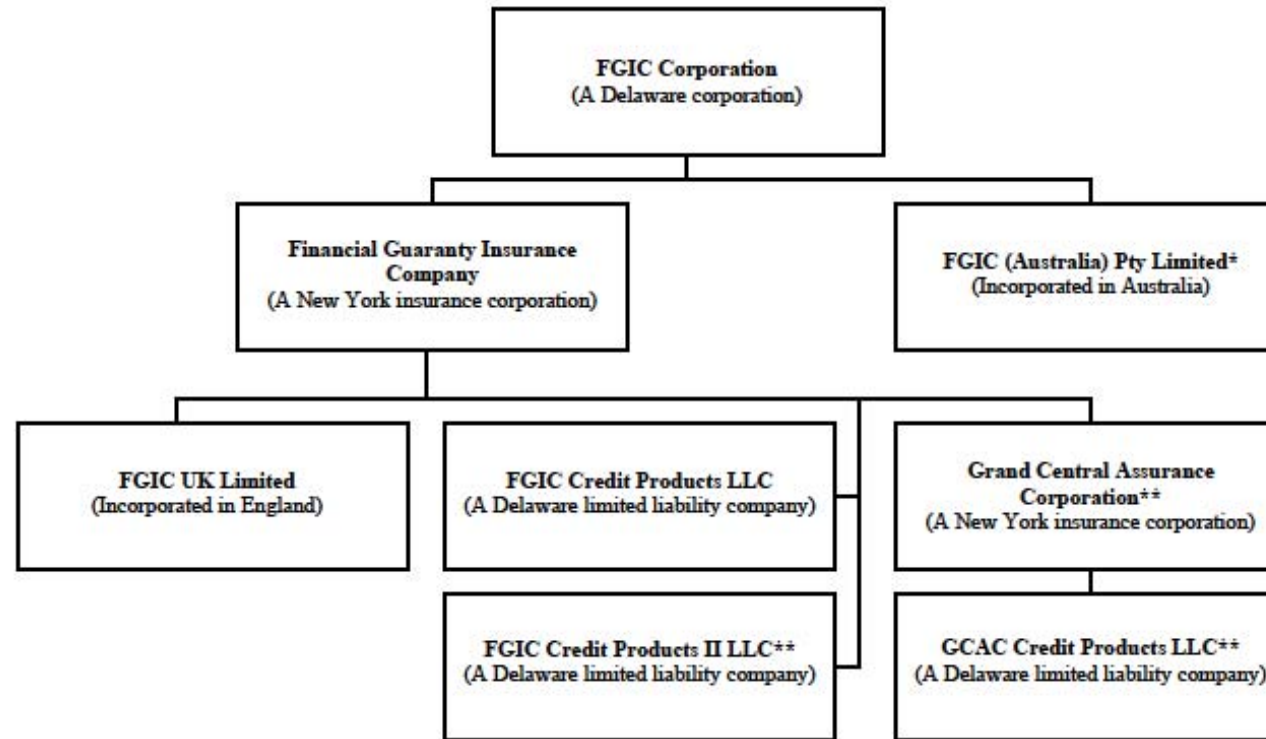 FGIC Corporation
(A Delaware corporation)
Financial Guaranty Insurance
Company
(A New York insurance corporation)
FGIC (Australia) Pty Limited*
(Incorporated in Australia)
FGIC UK Limited
(Incorporated in England)
FGIC Credit Products LLC
(A Delaware limited liability company)
Grand Central Assurance
Corporation**
(A New York insurance corporation)
FGIC Credit Products II LLC**
(A Delaware limited liability company)
GCAC Credit Products LLC**
(A Delaware limited liability company)